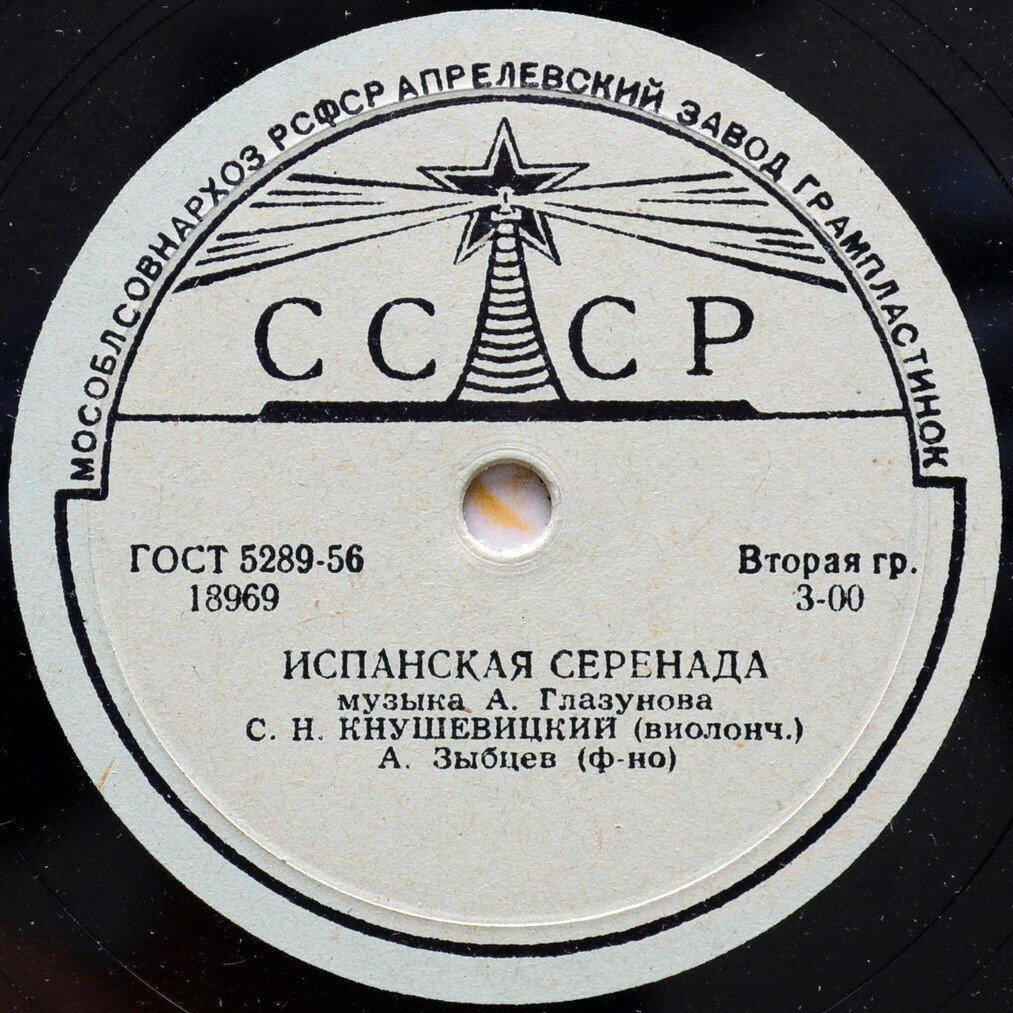 МОСОБЛСОВНАРХОЗ РСФСР АПРЕЛЕВСКИЙ ЗАВОД ГРАМПЛАСТИНОК
СССР
ГОСТ 5289-56
18969
Вторая гр.
3-00
ИСПАНСКАЯ СЕРЕНАДА
музыка А. Глазунова
С. Н. КНУШЕВИЦКИЙ (виолонч.)
А. Зыбцев (ф-но)